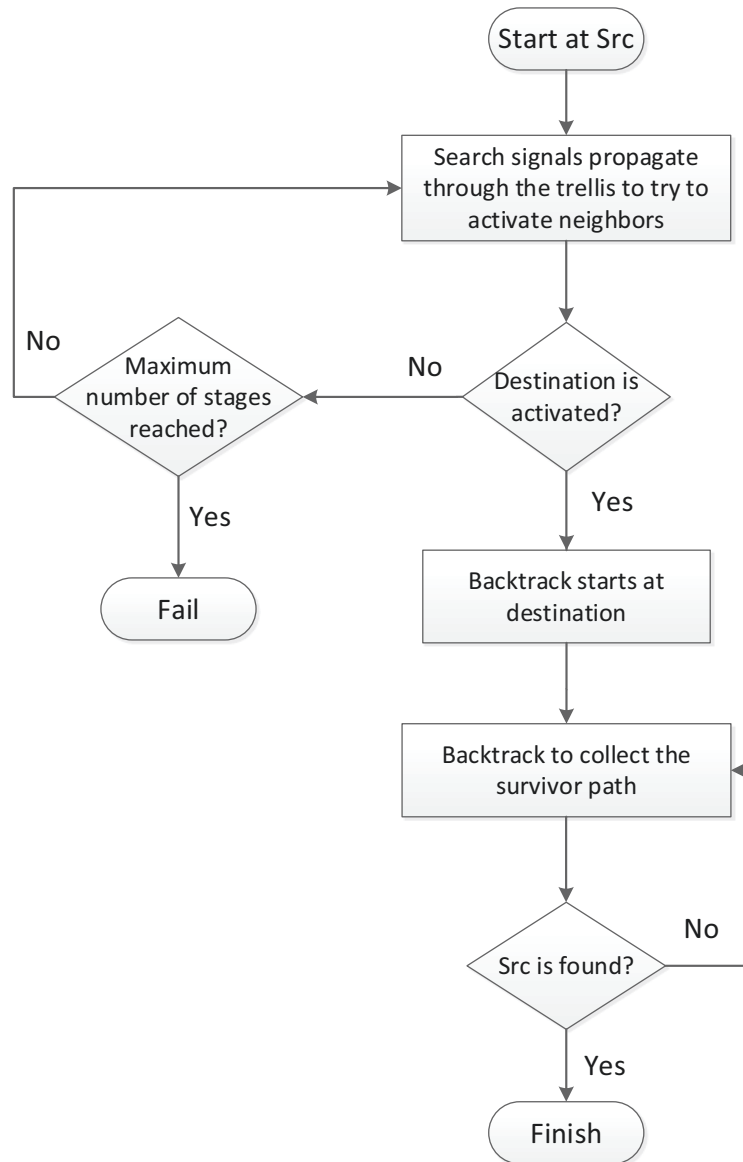 Start at Src
Search signals propagate
through the trellis to try to
activate neighbors
No
Maximum
number of stages
reached?
No
Destination is
activated?
Yes
Yes
Fail
Backtrack starts at
destination
Backtrack to collect the
survivor path
No
Src is found?
Yes
Finish